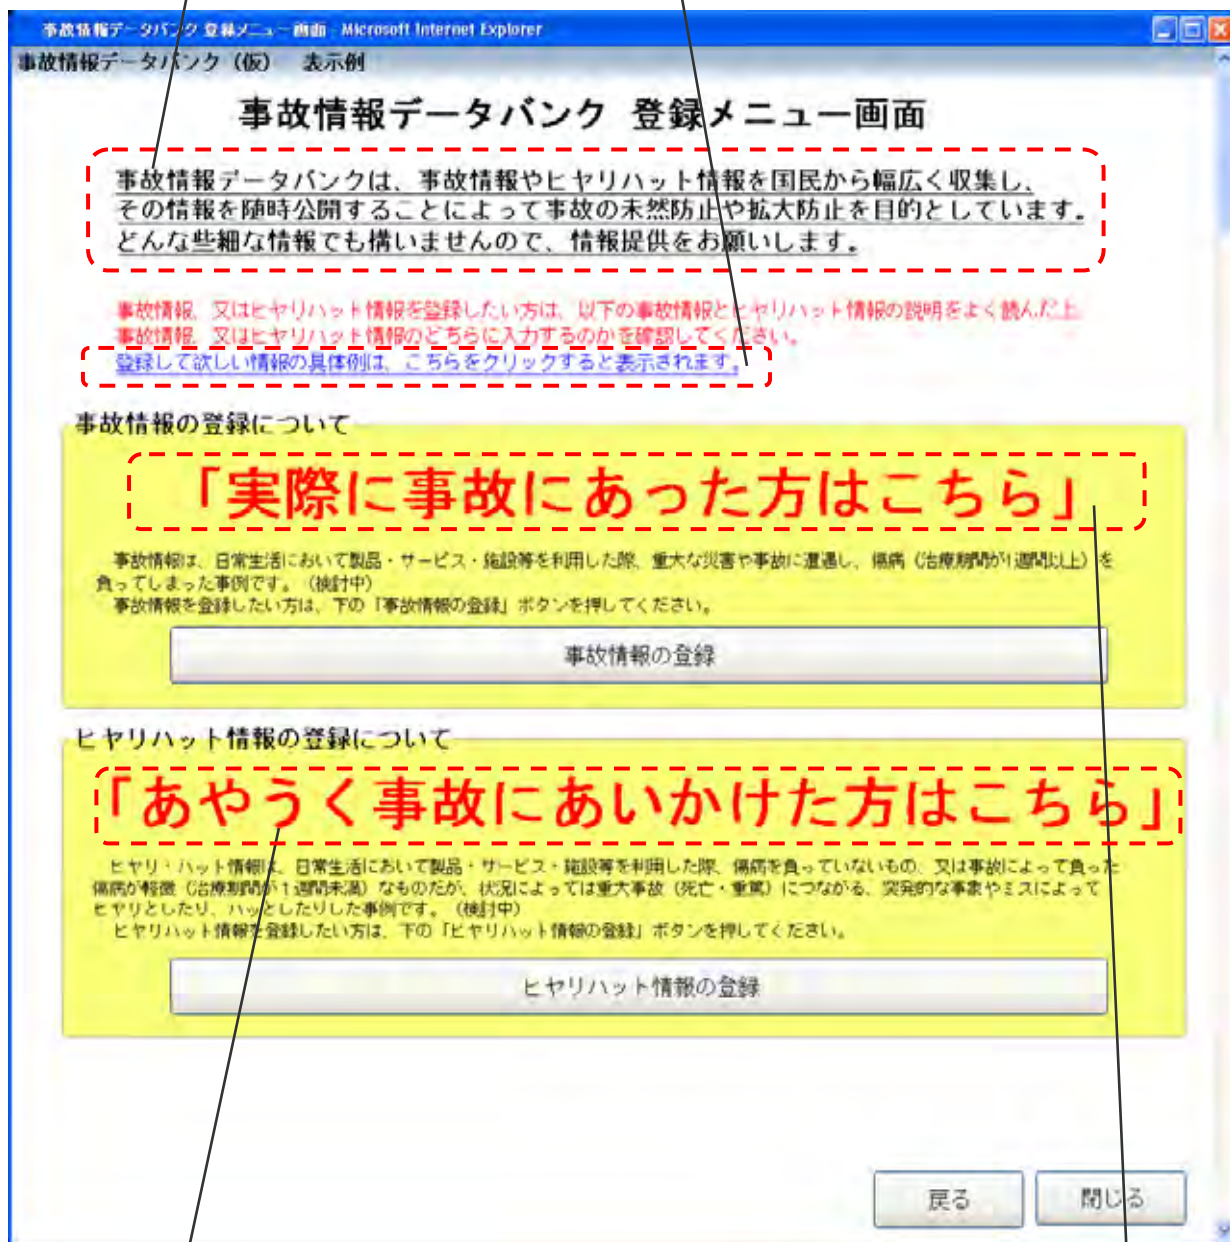 事故情報データバンク 登録メニュー画面 - Microsoft Internet Explorer
事故情報データバンク（仮）　表示例
事故情報データバンク 登録メニュー画面
事故情報データバンクは、事故情報やヒヤリハット情報を国民から幅広く収集し、
その情報を随時公開することによって事故の未然防止や拡大防止を目的としています。
どんな些細な情報でも構いませんので、情報提供をお願いします。
事故情報、又はヒヤリハット情報を登録したい方は、以下の事故情報とヒヤリハット情報の説明をよく読んだ上、
事故情報、又はヒヤリハット情報のどちらに入力するのかを確認してください。
登録して欲しい情報の具体例は、こちらをクリックすると表示されます。
事故情報の登録について
「実際に事故にあった方はこちら」
事故情報は、日常生活において製品・サービス・施設等を利用した際、重大な災害や事故に遭遇し、傷病（治療期間が1週間以上）を
負ってしまった事例です。（検討中）
事故情報を登録したい方は、下の「事故情報の登録」ボタンを押してください。
事故情報の登録
ヒヤリハット情報の登録について
「あやうく事故にあいかけた方はこちら」
ヒヤリ・ハット情報は、日常生活において製品・サービス・施設等を利用した際、傷病を負っていないもの、又は事故によって負った
傷病が軽微（治療期間が１週間未満）なものだが、状況によっては重大事故（死亡・重篤）につながる、突発的な事象やミスによって
ヒヤリとしたり、ハッとしたりした事例です。（検討中）
ヒヤリハット情報を登録したい方は、下の「ヒヤリハット情報の登録」ボタンを押してください。
ヒヤリハット情報の登録
戻る
閉じる